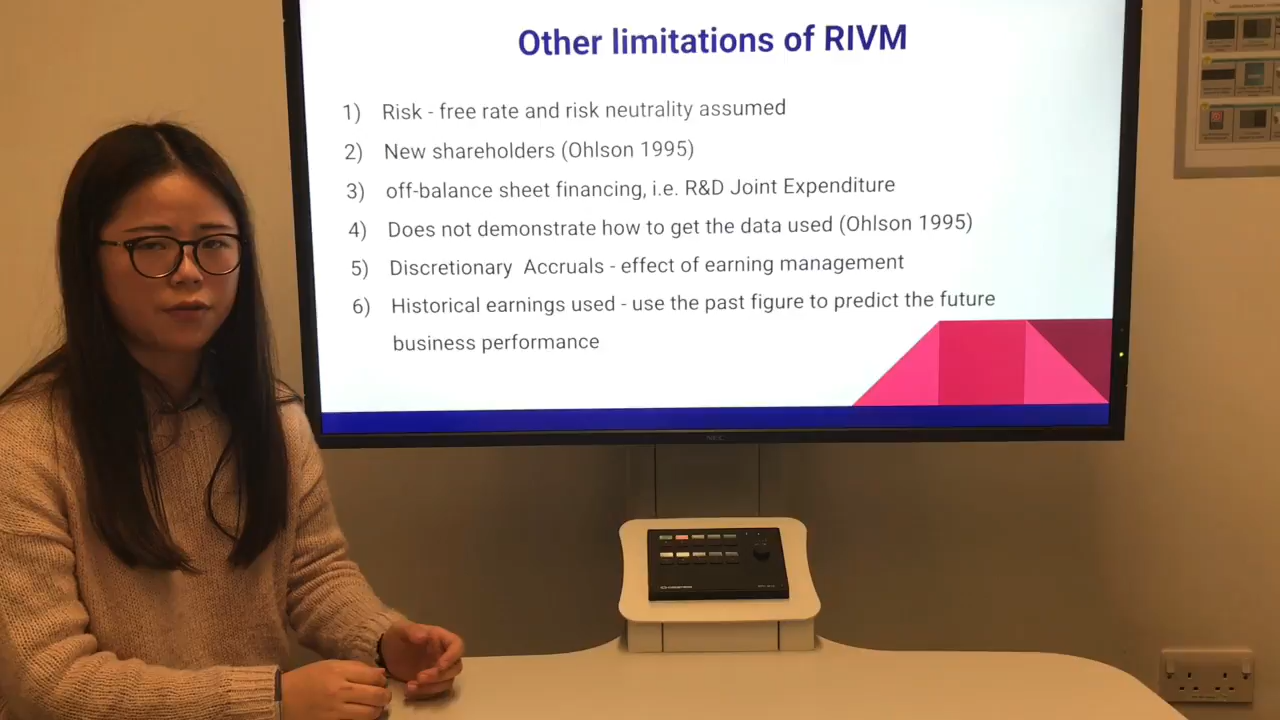 Other limitations of RIVM
1) Risk - free rate and risk neutrality assumed
2) New shareholders (Ohlson 1995)
3) off-balance sheet financing, i.e. R&D Joint Expenditure
4) Does not demonstrate how to get the data used (Ohlson 1995)
5) Discretionary Accruals - effect of earning management
6) Historical earnings used - use the past figure to predict the future
business performance
NEC